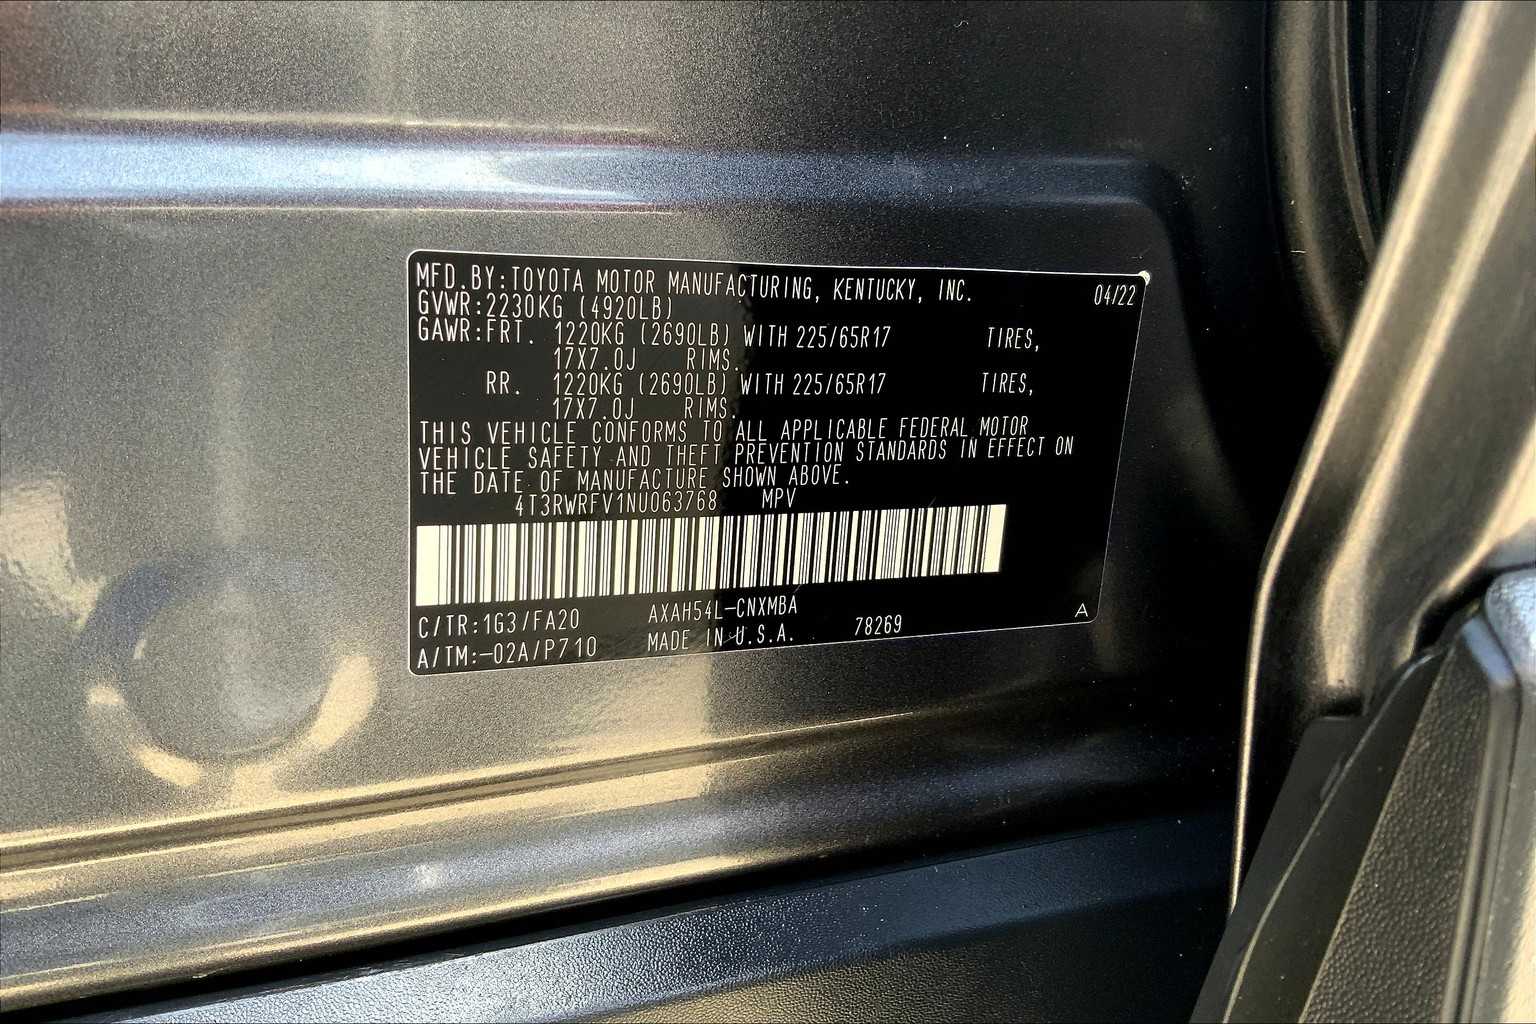 MFD.BY:TOYOTA MOTOR MANUFACTURING, KENTUCKY, INC. 04/22
GVWR:2230KG (4920LB)
GAWR:FRT. 1220KG (2690LB) WITH 225/65R17 TIRES,
17X7.0J RIMS.
RR. 1220KG (2690LB) WITH 225/65R17 TIRES,
17X7.0J RIMS.
THIS VEHICLE CONFORMS TO ALL APPLICABLE FEDERAL MOTOR
VEHICLE SAFETY AND THEFT PREVENTION STANDARDS IN EFFECT ON
THE DATE OF MANUFACTURE SHOWN ABOVE.
4T3RWRFV1NU063768 MPV
C/TR:1G3/FA20 AXAH54L-CNXMBA
A/TM:-02A/P710 MADE IN U.S.A. 78269 A